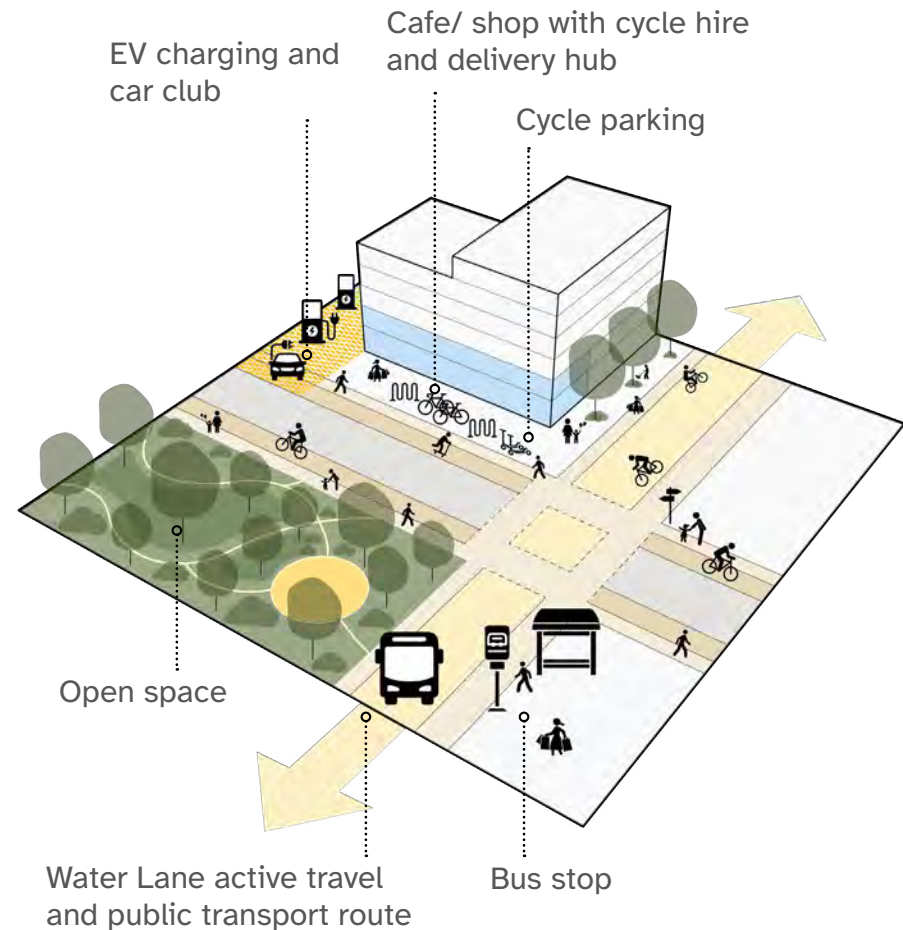 Cafe/ shop with cycle hire
and delivery hub
EV charging and
car club
Cycle parking
Open space
Water Lane active travel
and public transport route
Bus stop